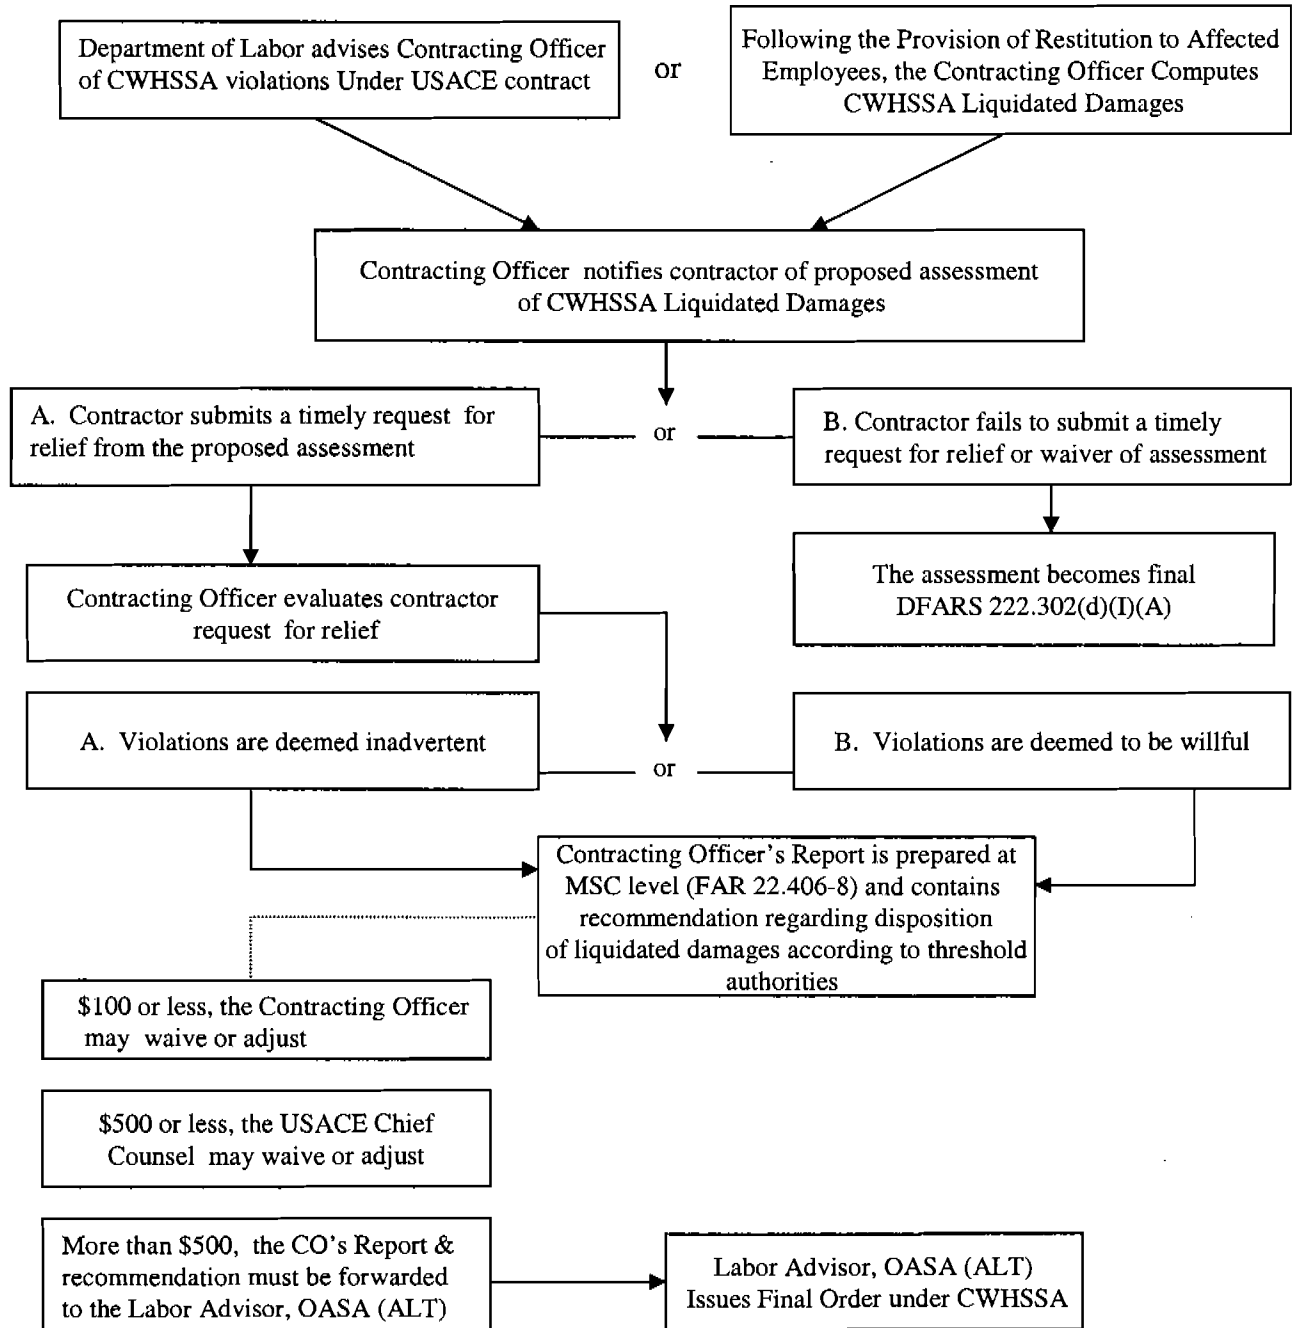 Department of Labor advises Contracting Officer
of CWHSSA violations Under USACE contract
or
Following the Provision of Restitution to Affected
Employees, the Contracting Officer Computes
CWHSSA Liquidated Damages
Contracting Officer notifies contractor of proposed assessment
of CWHSSA Liquidated Damages
A. Contractor submits a timely request for
relief from the proposed assessment
or
B. Contractor fails to submit a timely
request for relief or waiver of assessment
Contracting Officer evaluates contractor
request for relief
The assessment becomes final
DFARS 222.302(d)(I)(A)
A. Violations are deemed inadvertent
or
B. Violations are deemed to be willful
Contracting Officer's Report is prepared at
MSC level (FAR 22.406-8) and contains
recommendation regarding disposition
of liquidated damages according to threshold
authorities
$100 or less, the Contracting Officer
may waive or adjust
$500 or less, the USACE Chief
Counsel may waive or adjust
More than $500, the CO's Report &
recommendation must be forwarded
to the Labor Advisor, OASA (ALT)
Labor Advisor, OASA (ALT)
Issues Final Order under CWHSSA